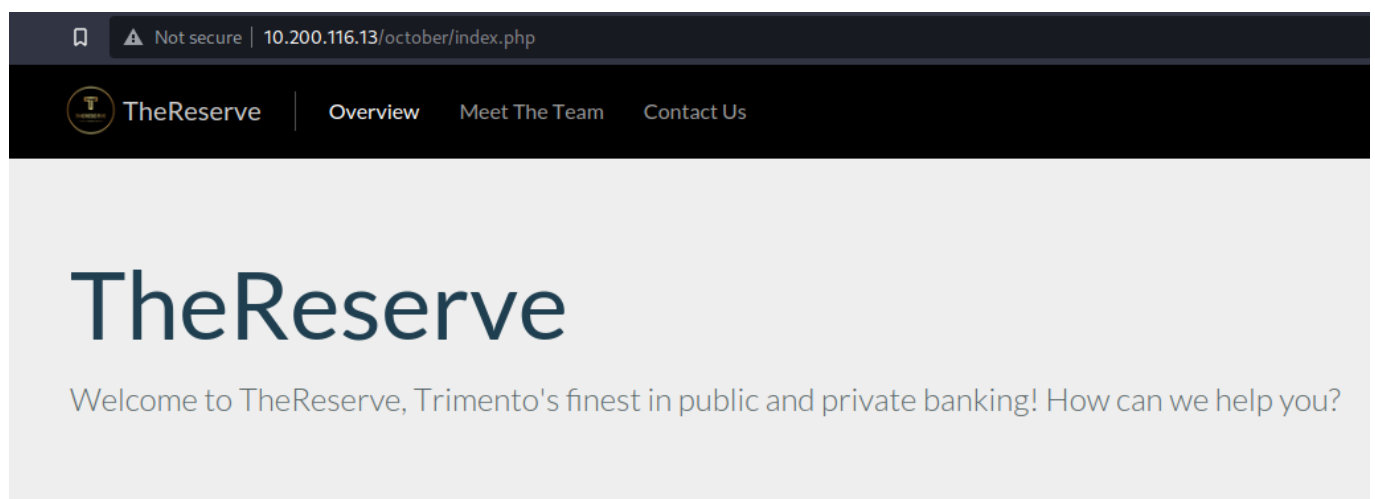 Not secure | 10.200.116.13/october/index.php
TheReserve Overview Meet The Team Contact Us
TheReserve
Welcome to TheReserve, Trimento's finest in public and private banking! How can we help you?